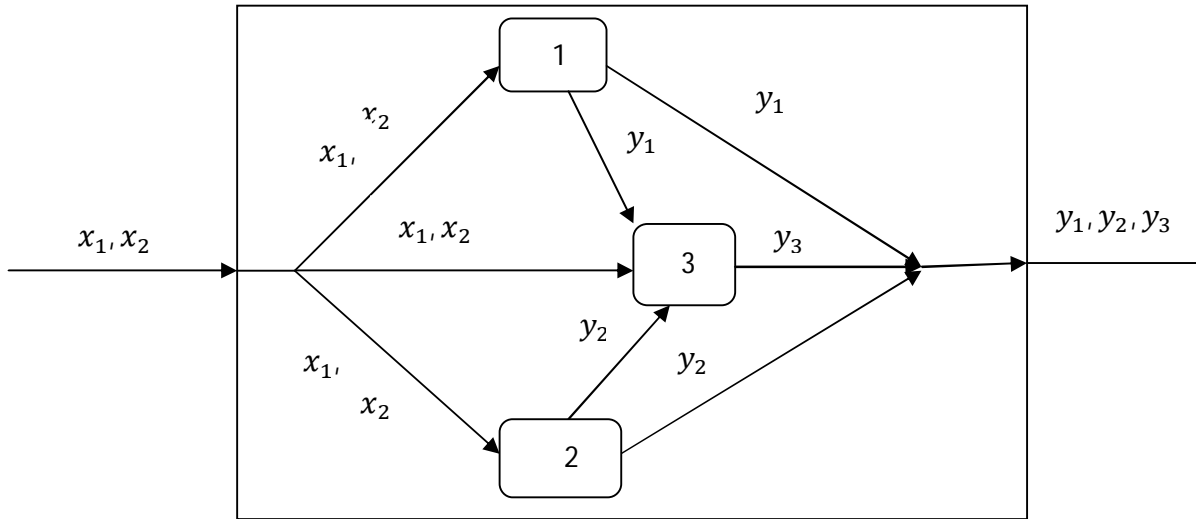 1
y₁
x₂
x₁,
y₁
x₁, x₂
x₁, x₂
y₁, y₂, y₃
3
y₃
y₂
x₁,
y₂
x₂
2